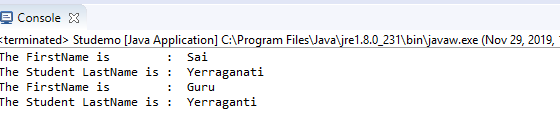 Console
<terminated> Studemo [Java Application] C:\Program Files\Java\jre1.8.0_231\bin\javaw.exe (Nov 29, 2019,
The FirstName is        :  Sai
The Student LastName is :  Yerraganati
The FirstName is        :  Guru
The Student LastName is :  Yerraganti